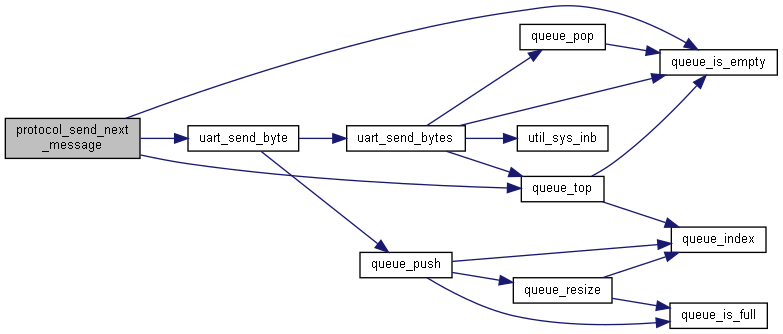 protocol_send_next
_message
uart_send_byte
uart_send_bytes
queue_pop
queue_is_empty
util_sys_inb
queue_top
queue_index
queue_push
queue_resize
queue_is_full